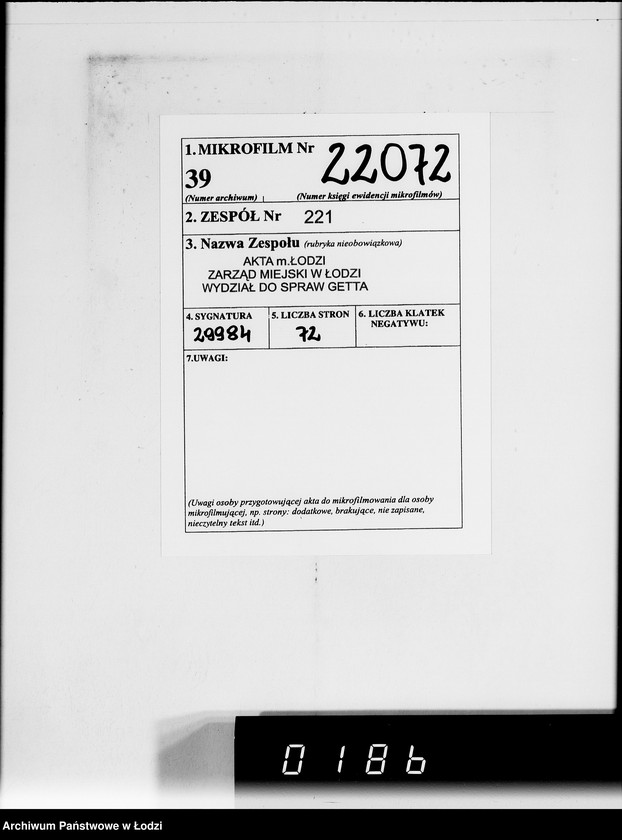 1. MIKROFILM Nr 22072
39
(Numer archiwum) (Numer księgi ewidencji mikrofilmów)
2. ZESPÓŁ Nr 221
3. Nazwa Zespołu (rubryka nieobowiązkowa)
AKTA m.ŁODZI
ZARZĄD MIEJSKI W ŁODZI
WYDZIAŁ DO SPRAW GETTA
4. SYGNATURA 5. LICZBA STRON 6. LICZBA KLATEK
NEGATYWU:
29984 72
7.UWAGI:
(Uwagi osoby przygotowującej akta do mikrofilmowania dla osoby
mikrofilmującej, np. strony: dodatkowe, brakujące, nie zapisane,
nieczytelny tekst itd.)
0186
Archiwum Państwowe w Łodzi